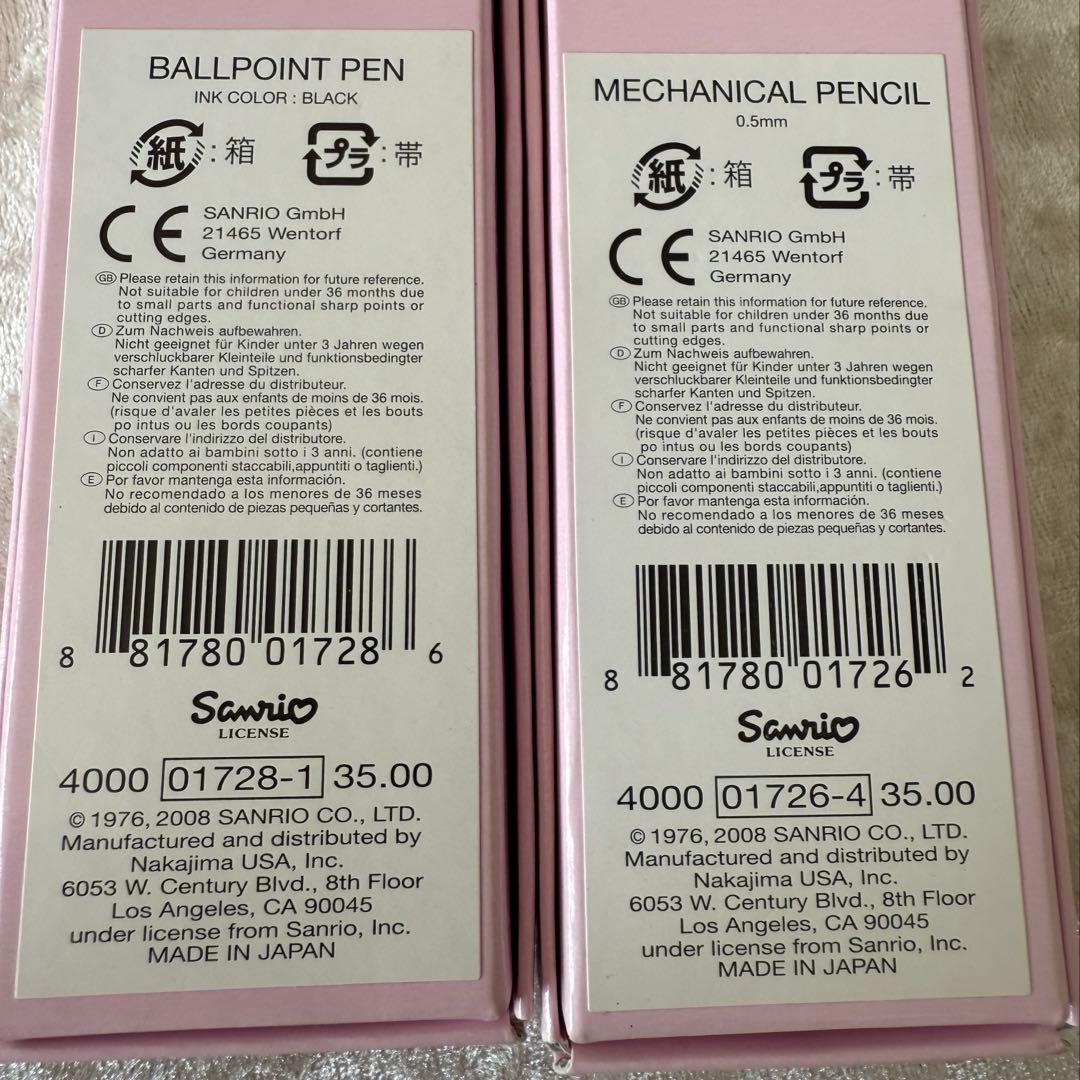 BALLPOINT PEN
INK COLOR : BLACK
紙 : 箱 プラ : 帯
CE SANRIO GmbH
21465 Wentorf
Germany
GB Please retain this information for future reference.
Not suitable for children under 36 months due
to small parts and functional sharp points or
cutting edges.
D Zum Nachweis aufbewahren.
Nicht geeignet für Kinder unter 3 Jahren wegen
verschluckbarer Kleinteile und funktionsbedingter
scharfer Kanten und Spitzen.
F Conservez l'adresse du distributeur.
Ne convient pas aux enfants de moins de 36 mois.
(risque d'avaler les petites pièces et les bouts
po intus ou les bords coupants)
I Conservare l'indirizzo del distributore.
Non adatto ai bambini sotto i 3 anni. (contiene
piccoli componenti staccabili,appuntiti o taglienti.)
E Por favor mantenga esta información.
No recomendado a los menores de 36 meses
debido al contenido de piezas pequeñas y cortantes.
8 81780 01728 6
Sanrio
LICENSE
4000 01728-1 35.00
© 1976, 2008 SANRIO CO., LTD.
Manufactured and distributed by
Nakajima USA, Inc.
6053 W. Century Blvd., 8th Floor
Los Angeles, CA 90045
under license from Sanrio, Inc.
MADE IN JAPAN
MECHANICAL PENCIL
0.5mm
紙 : 箱 プラ : 帯
CE SANRIO GmbH
21465 Wentorf
Germany
GB Please retain this information for future reference.
Not suitable for children under 36 months due
to small parts and functional sharp points or
cutting edges.
D Zum Nachweis aufbewahren.
Nicht geeignet für Kinder unter 3 Jahren wegen
verschluckbarer Kleinteile und funktionsbedingter
scharfer Kanten und Spitzen.
F Conservez l'adresse du distributeur.
Ne convient pas aux enfants de moins de 36 mois.
(risque d'avaler les petites pièces et les bouts
po intus ou les bords coupants)
I Conservare l'indirizzo del distributore.
Non adatto ai bambini sotto i 3 anni. (contiene
piccoli componenti staccabili,appuntiti o taglienti.)
E Por favor mantenga esta información.
No recomendado a los menores de 36 meses
debido al contenido de piezas pequeñas y cortantes.
8 81780 01726 2
Sanrio
LICENSE
4000 01726-4 35.00
© 1976, 2008 SANRIO CO., LTD.
Manufactured and distributed by
Nakajima USA, Inc.
6053 W. Century Blvd., 8th Floor
Los Angeles, CA 90045
under license from Sanrio, Inc.
MADE IN JAPAN